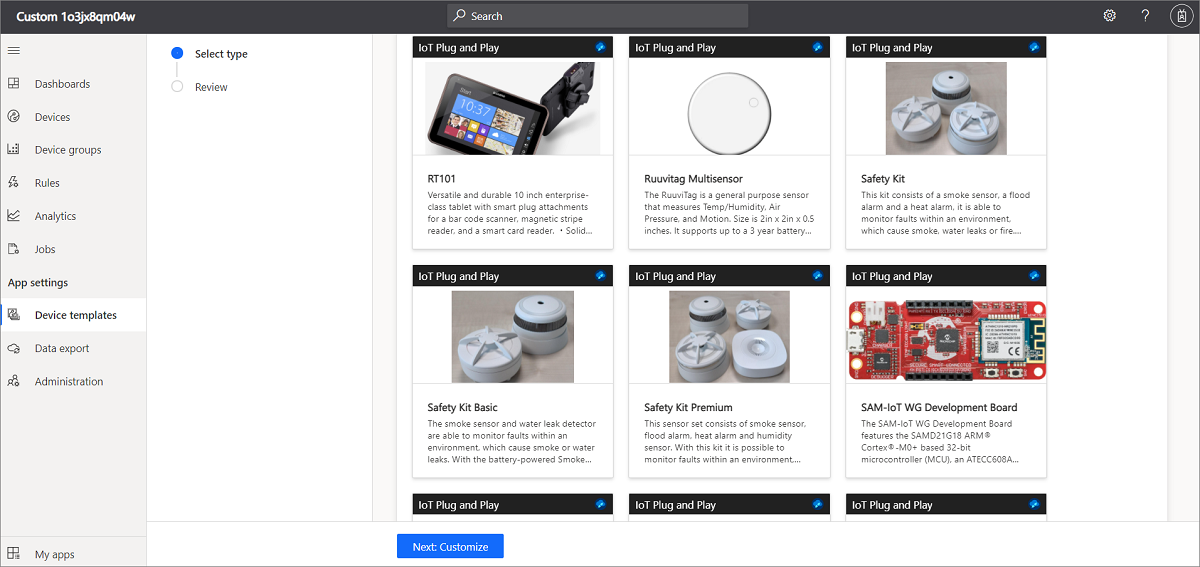 Custom 1o3jx8qm04w
Search
?
Dashboards
Devices
Device groups
Rules
Analytics
Jobs
App settings
Device templates
Data export
Administration
My apps
Select type
Review
IoT Plug and Play
10:37
RT101
Versatile and durable 10 inch enterprise-
class tablet with smart plug attachments
for a bar code scanner, magnetic stripe
reader, and a smart card reader. • Solid...
IoT Plug and Play
Ruuvitag Multisensor
The RuuviTag is a general purpose sensor
that measures Temp/Humidity, Air
Pressure, and Motion. Size is 2in x 2in x 0.5
inches. It supports up to a 3 year battery...
IoT Plug and Play
Safety Kit
This kit consists of a smoke sensor, a flood
alarm and a heat alarm, it is able to
monitor faults within an environment,
which cause smoke, water leaks or fire....
IoT Plug and Play
Safety Kit Basic
The smoke sensor and water leak detector
are able to monitor faults within an
environment, which cause smoke or water
leaks. With the battery-powered Smoke...
IoT Plug and Play
Safety Kit Premium
This sensor set consists of smoke sensor,
flood alarm, heat alarm and humidity
sensor. With this kit it is possible to
monitor faults within an environment,...
IoT Plug and Play
SAM-IoT WG Development Board
The SAM-IoT WG Development Board
features the SAMD21G18 ARM®
Cortex®-M0+ based 32-bit
microcontroller (MCU), an ATECC608A...
IoT Plug and Play
IoT Plug and Play
IoT Plug and Play
Next: Customize